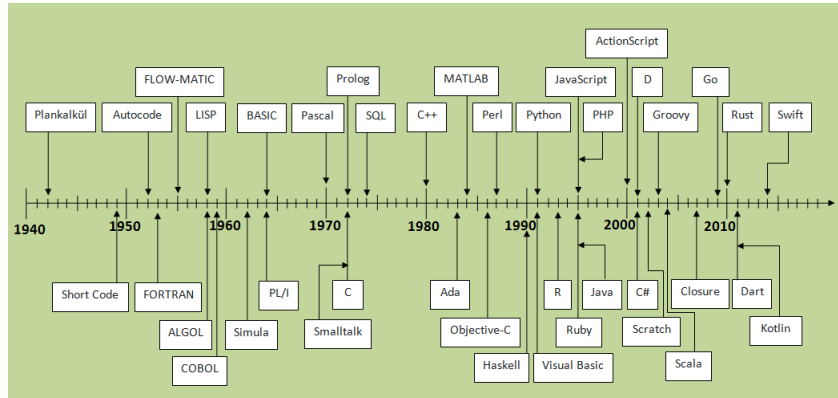 ActionScript
FLOW-MATIC
Prolog
MATLAB
JavaScript
D
Go
Plankalkül
Autocode
LISP
BASIC
Pascal
SQL
C++
Perl
Python
PHP
Groovy
Rust
Swift
1940
1950
1960
1970
1980
1990
2000
2010
Short Code
FORTRAN
PL/I
C
Ada
R
Java
C#
Closure
Dart
ALGOL
Simula
Smalltalk
Objective-C
Ruby
Scratch
Kotlin
COBOL
Haskell
Visual Basic
Scala